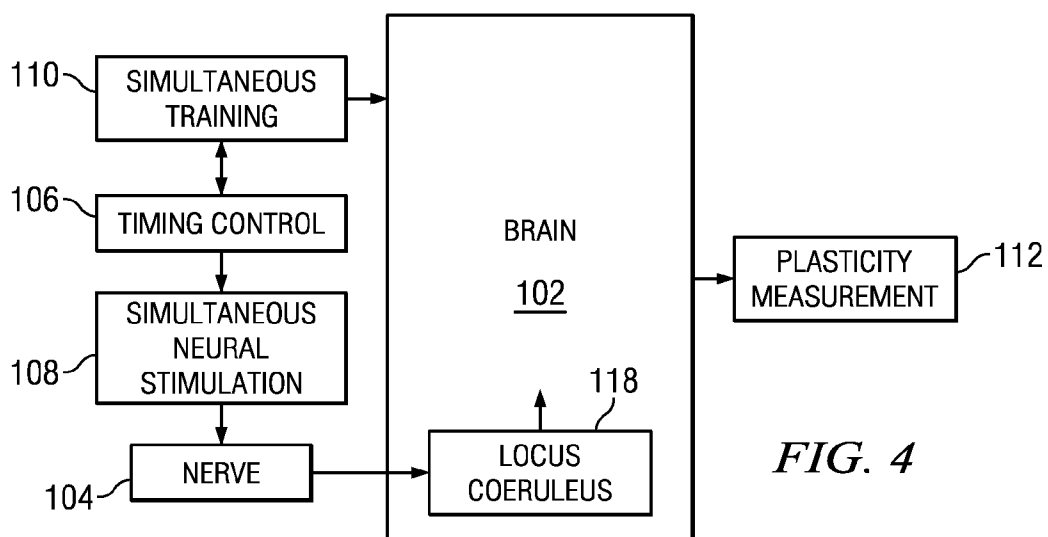 110
SIMULTANEOUS
TRAINING
106
TIMING CONTROL
108
SIMULTANEOUS
NEURAL
STIMULATION
104
NERVE
BRAIN
102
118
LOCUS
COERULEUS
PLASTICITY
MEASUREMENT
112
FIG. 4